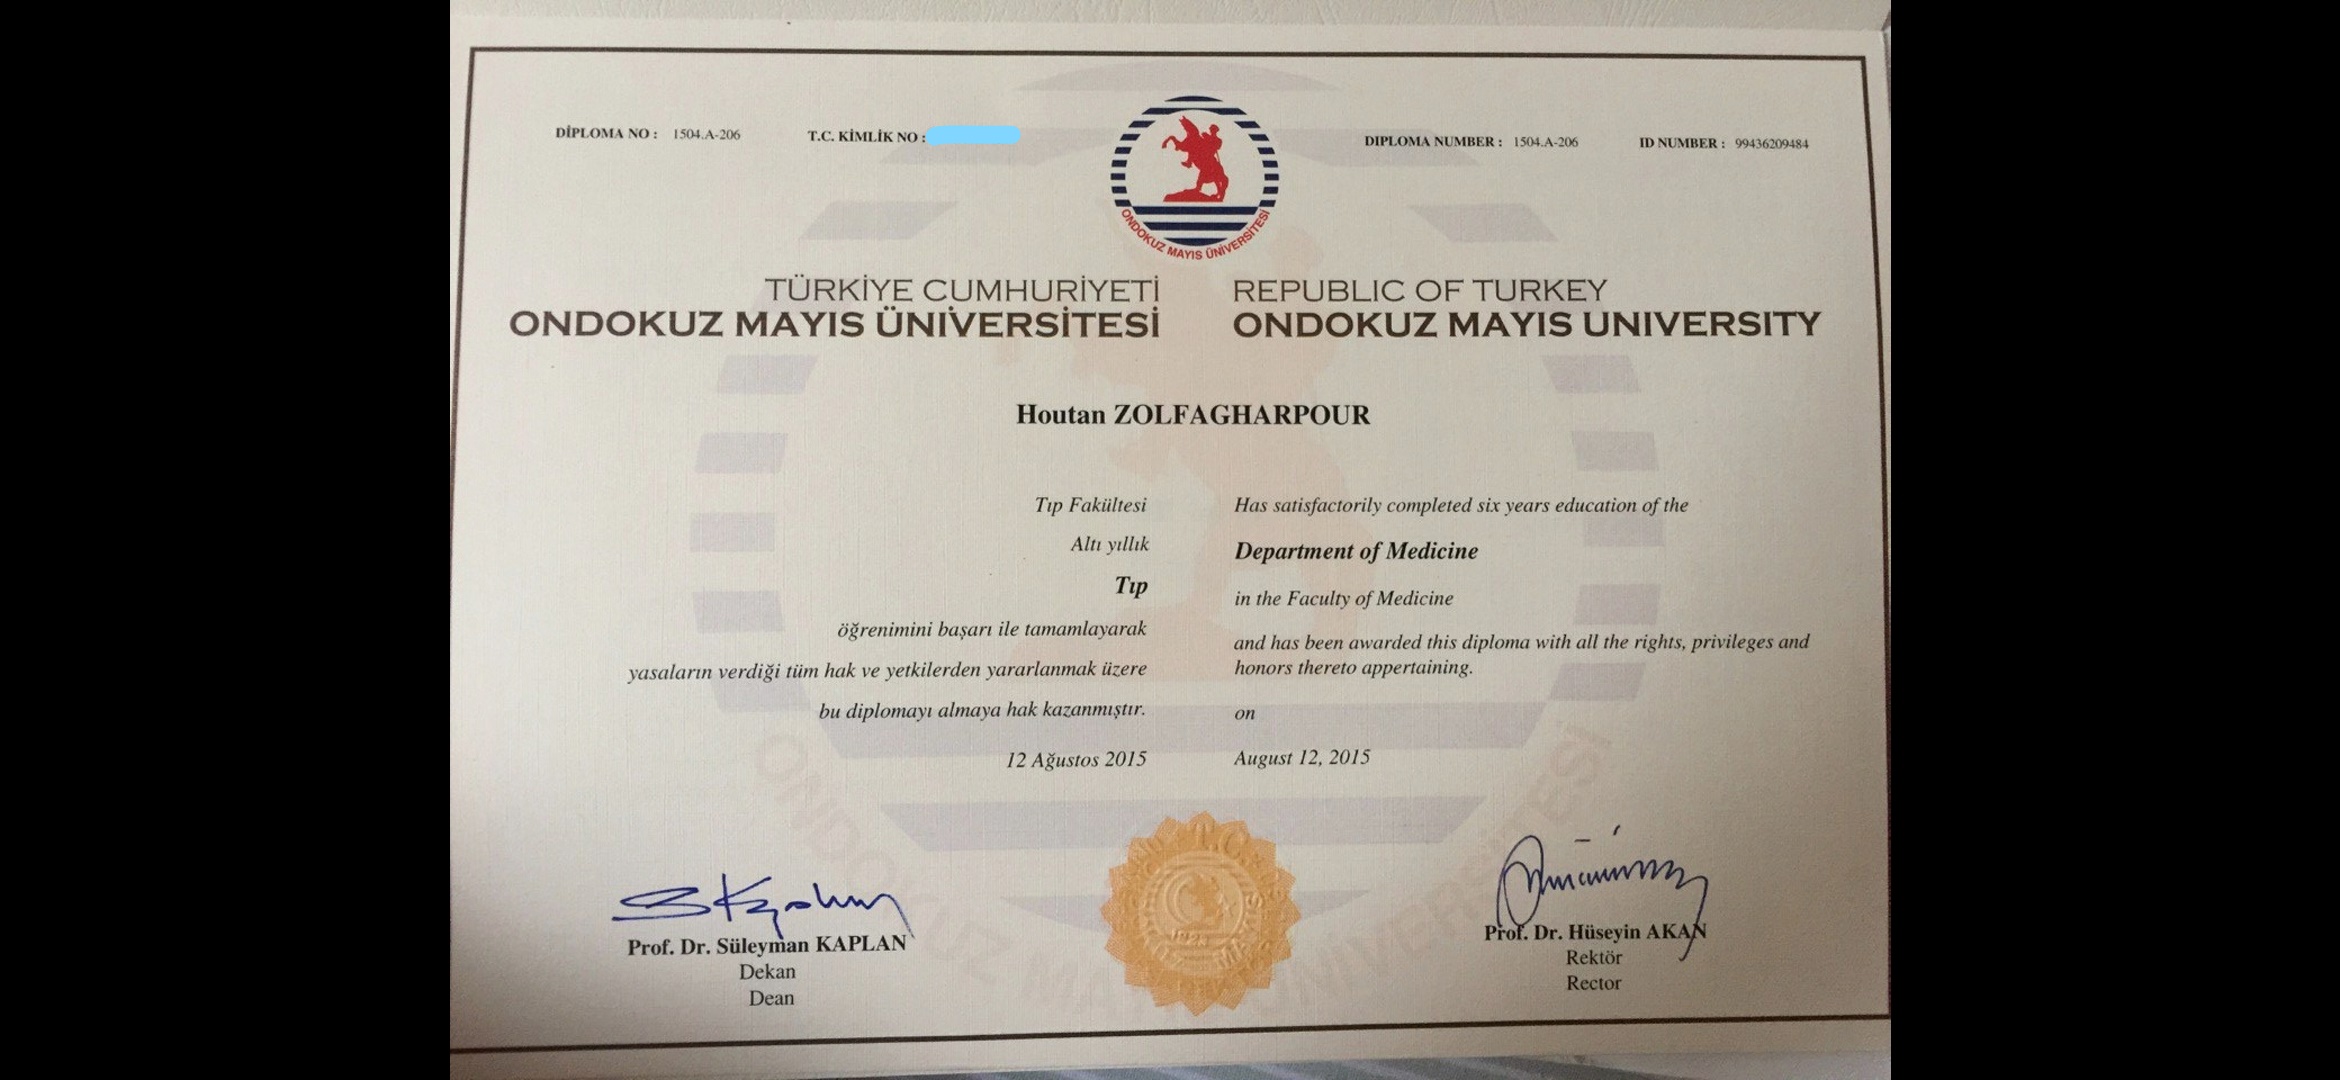 DİPLOMA NO : 1504.A-206
T.C. KİMLİK NO :
DIPLOMA NUMBER : 1504.A-206
ID NUMBER : 99436209484
ONDOKUZ MAYIS ÜNİVERSİTESİ
TÜRKİYE CUMHURİYETİ
ONDOKUZ MAYIS ÜNİVERSİTESİ
REPUBLIC OF TURKEY
ONDOKUZ MAYIS UNIVERSITY
Houtan ZOLFAGHARPOUR
Tıp Fakültesi
Altı yıllık
Tıp
öğrenimini başarı ile tamamlayarak
yasaların verdiği tüm hak ve yetkilerden yararlanmak üzere
bu diplomayı almaya hak kazanmıştır.
12 Ağustos 2015
Has satisfactorily completed six years education of the
Department of Medicine
in the Faculty of Medicine
and has been awarded this diploma with all the rights, privileges and
honors thereto appertaining.
on
August 12, 2015
Prof. Dr. Süleyman KAPLAN
Dekan
Dean
T.C.
Prof. Dr. Hüseyin AKAN
Rektör
Rector
ONDOKUZ MAYIS ÜNİVERSİTESİ